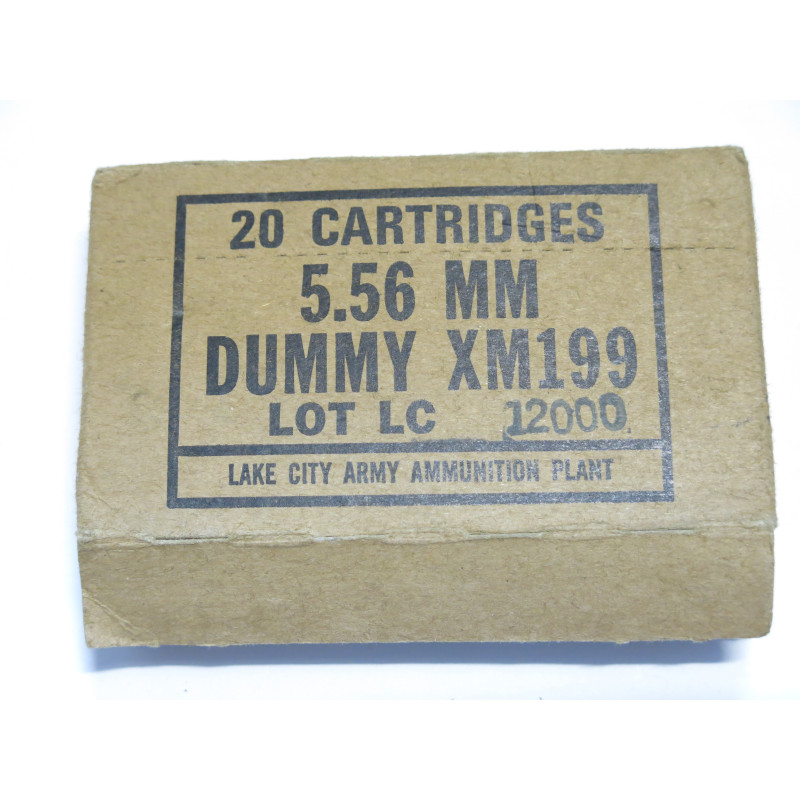 20 CARTRIDGES
5.56 MM
DUMMY XM199
LOT LC 12000
LAKE CITY ARMY AMMUNITION PLANT